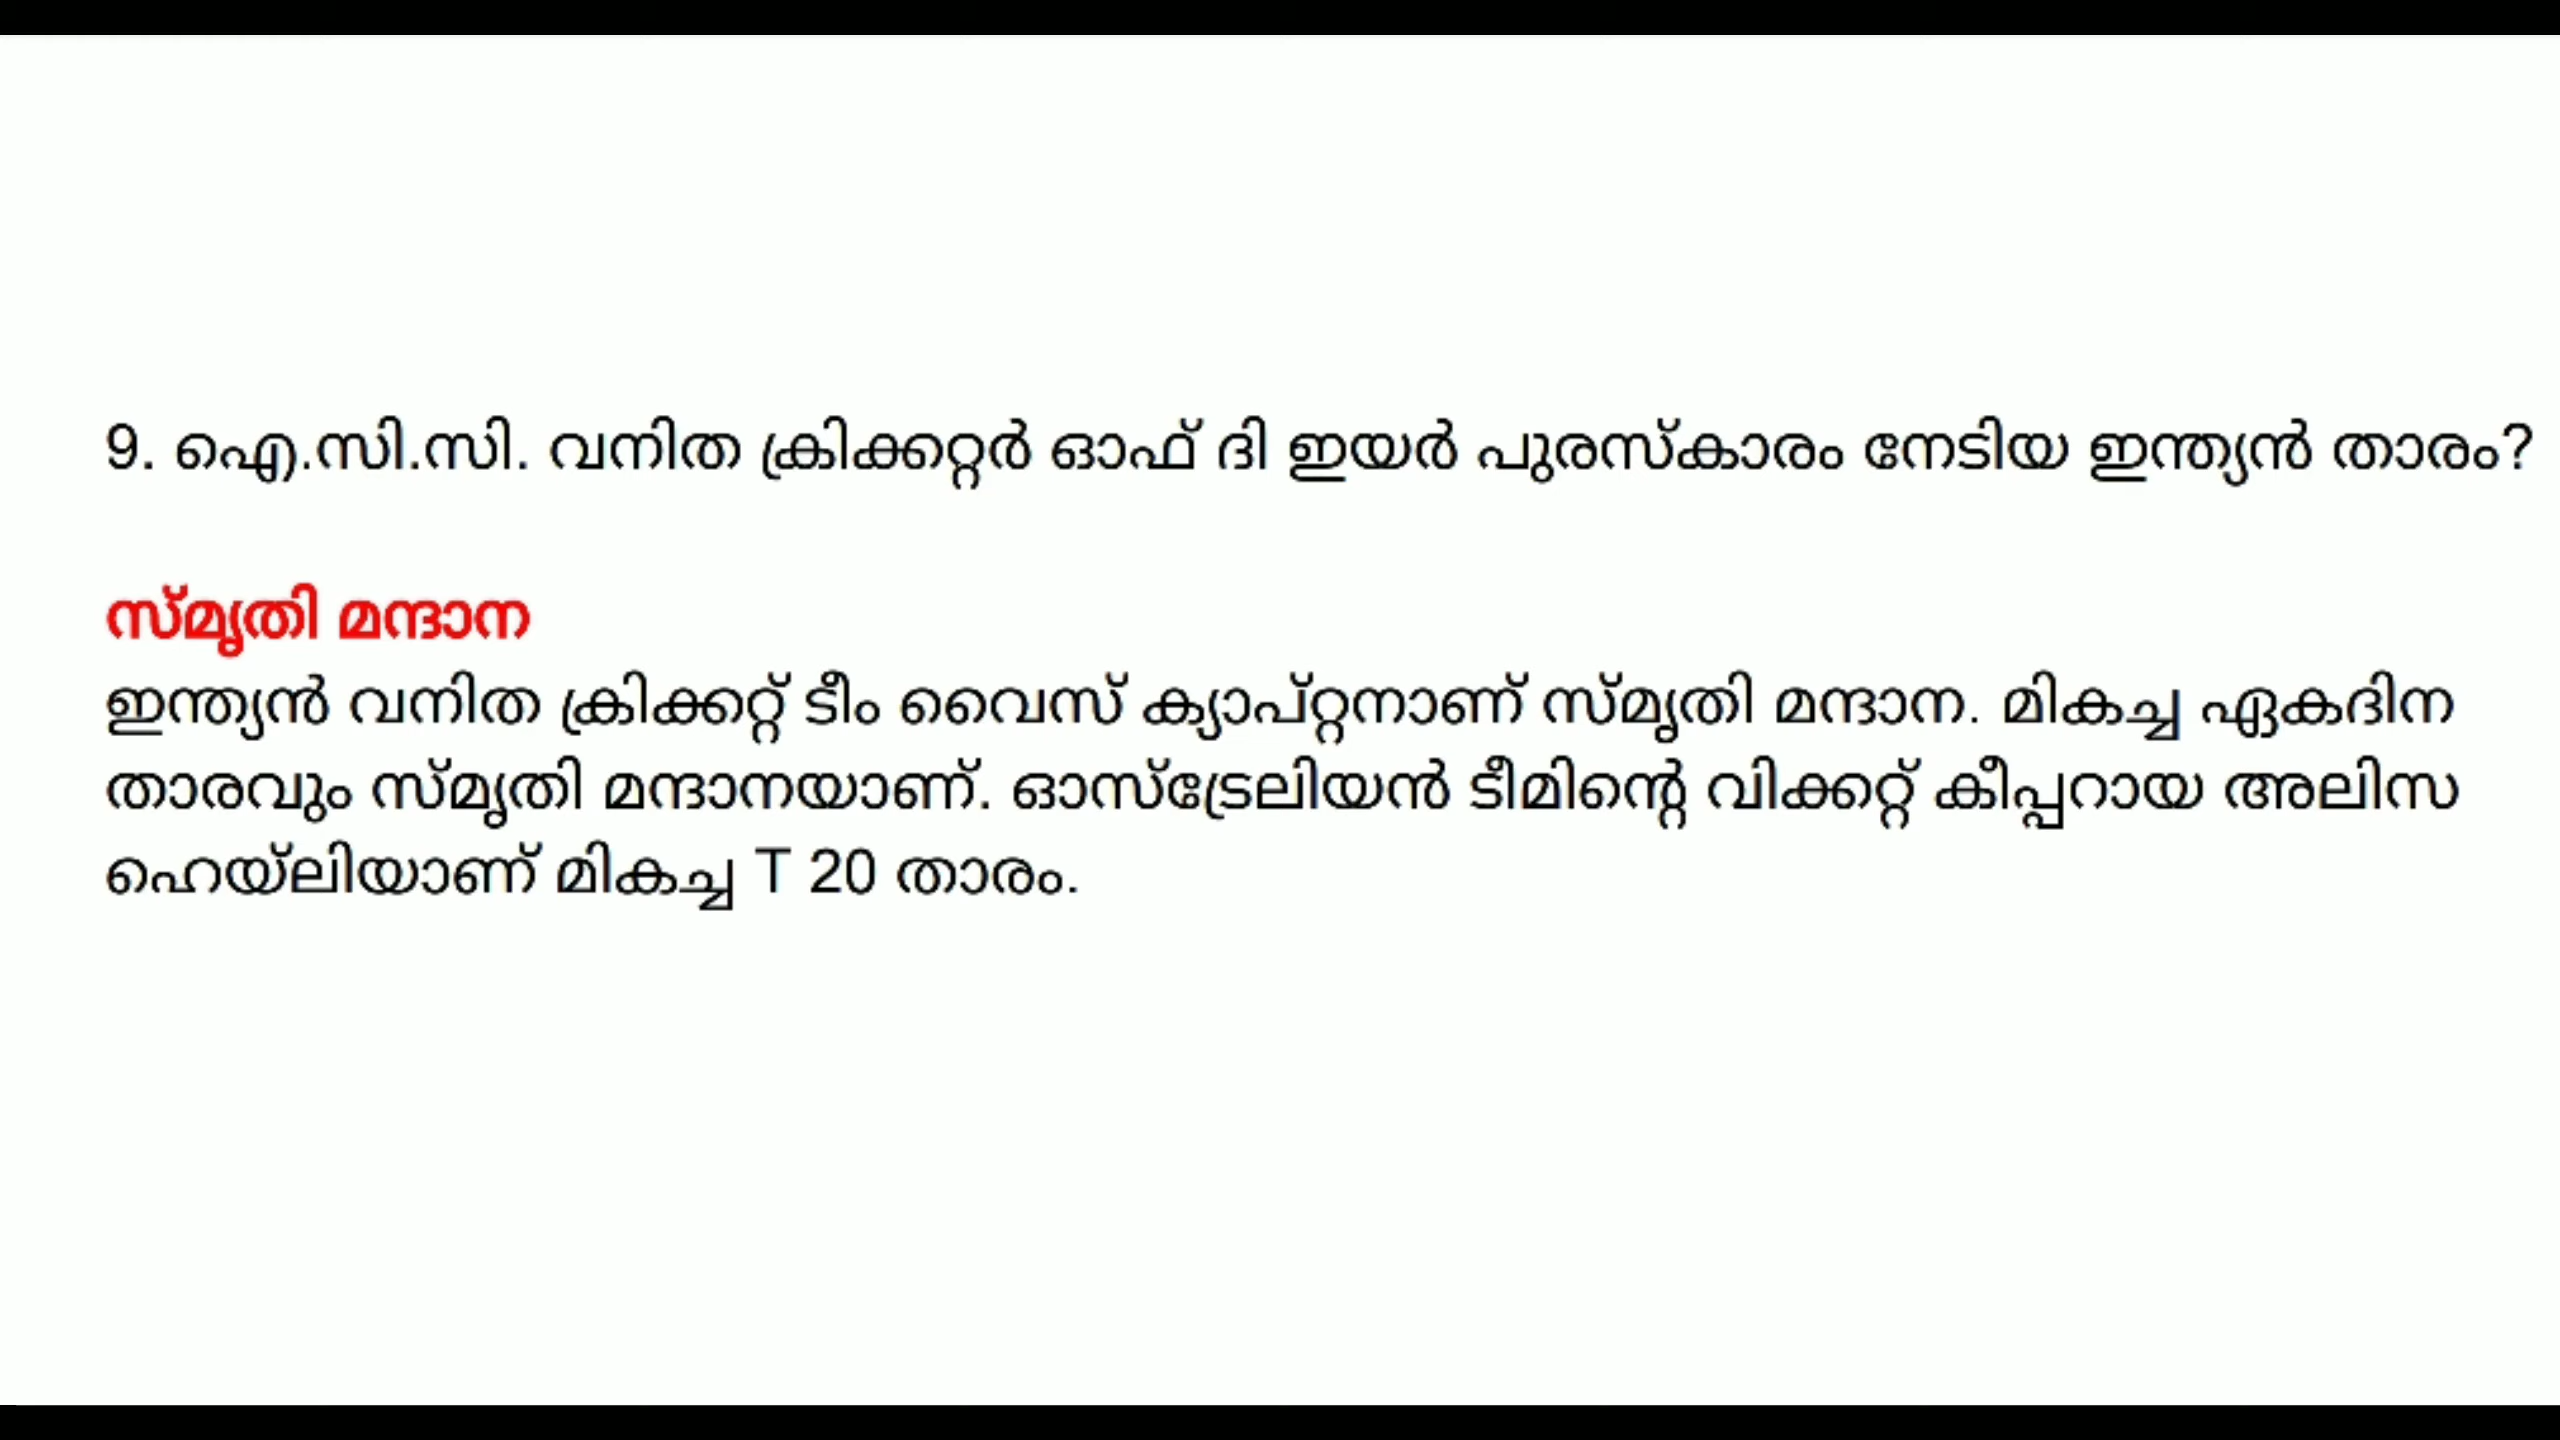 9. ഐ.സി.സി. വനിത ക്രിക്കറ്റർ ഓഫ് ദി ഇയർ പുരസ്കാരം നേടിയ ഇന്ത്യൻ താരം?
സ്മൃതി മന്ദാന
ഇന്ത്യൻ വനിത ക്രിക്കറ്റ് ടീം വൈസ് ക്യാപ്റ്റനാണ് സ്മൃതി മന്ദാന. മികച്ച ഏകദിന
താരവും സ്മൃതി മന്ദാനയാണ്. ഓസ്ട്രേലിയൻ ടീമിന്റെ വിക്കറ്റ് കീപ്പറായ അലിസ
ഹെയ്ലിയാണ് മികച്ച T 20 താരം.